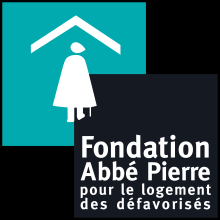 Fondation
Abbé Pierre
pour le logement
des défavorisés